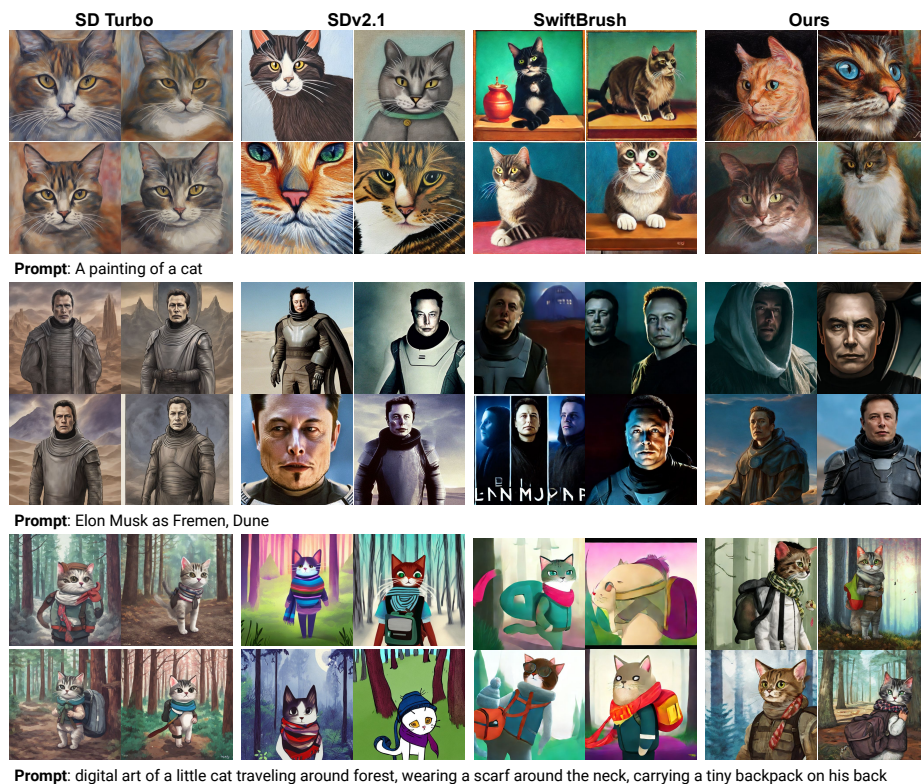 SD Turbo SDv2.1 SwiftBrush Ours
Prompt: A painting of a cat
Prompt: Elon Musk as Fremen, Dune
Prompt: digital art of a little cat traveling around forest, wearing a scarf around the neck, carrying a tiny backpack on his back